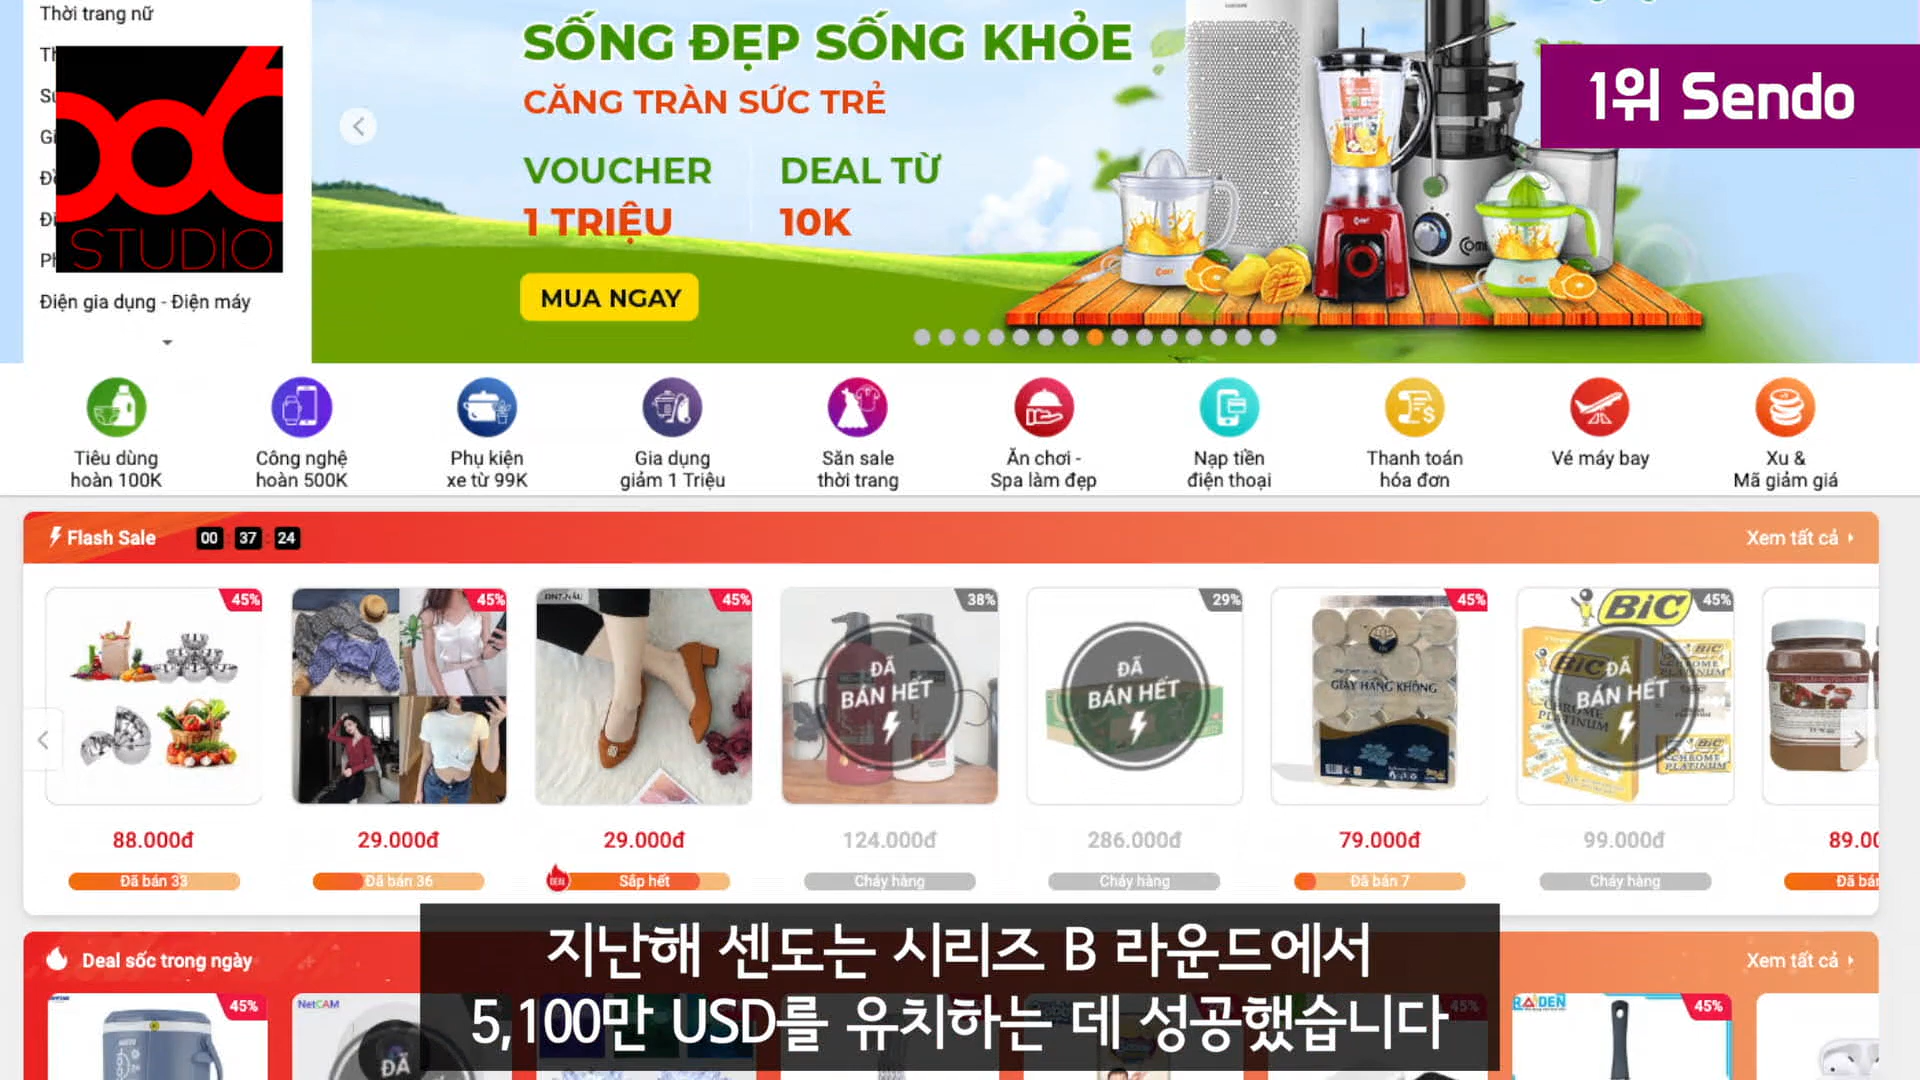 Thời trang nữ
STUDIO
Điện gia dụng - Điện máy
SỐNG ĐẸP SỐNG KHỎE
CĂNG TRÀN SỨC TRẺ
VOUCHER
1 TRIỆU
DEAL TỪ
10K
MUA NGAY
1위 Sendo
Tiêu dùng
hoàn 100K
Công nghệ
hoàn 500K
Phụ kiện
xe từ 99K
Gia dụng
giảm 1 Triệu
Săn sale
thời trang
Ăn chơi -
Spa làm đẹp
Nạp tiền
điện thoại
Thanh toán
hóa đơn
Vé máy bay
Xu &
Mã giảm giá
Flash Sale
00 : 37 : 24
Xem tất cả
45%
45%
45%
38%
ĐÃ
BÁN HẾT
29%
ĐÃ
BÁN HẾT
45%
GIẤY HÀNG KHÔNG
BiC
45%
ĐÃ
BÁN HẾT
CHROME
PLATINUM
88.000đ
29.000đ
29.000đ
124.000đ
286.000đ
79.000đ
99.000đ
Đã bán 33
Đã bán 36
Sắp hết
Cháy hàng
Cháy hàng
Đã bán 7
Cháy hàng
Deal sốc trong ngày
Xem tất cả
45%
NetCAM
ĐÃ
45%
RAIDEN
45%
지난해 센도는 시리즈 B 라운드에서
5,100만 USD를 유치하는 데 성공했습니다